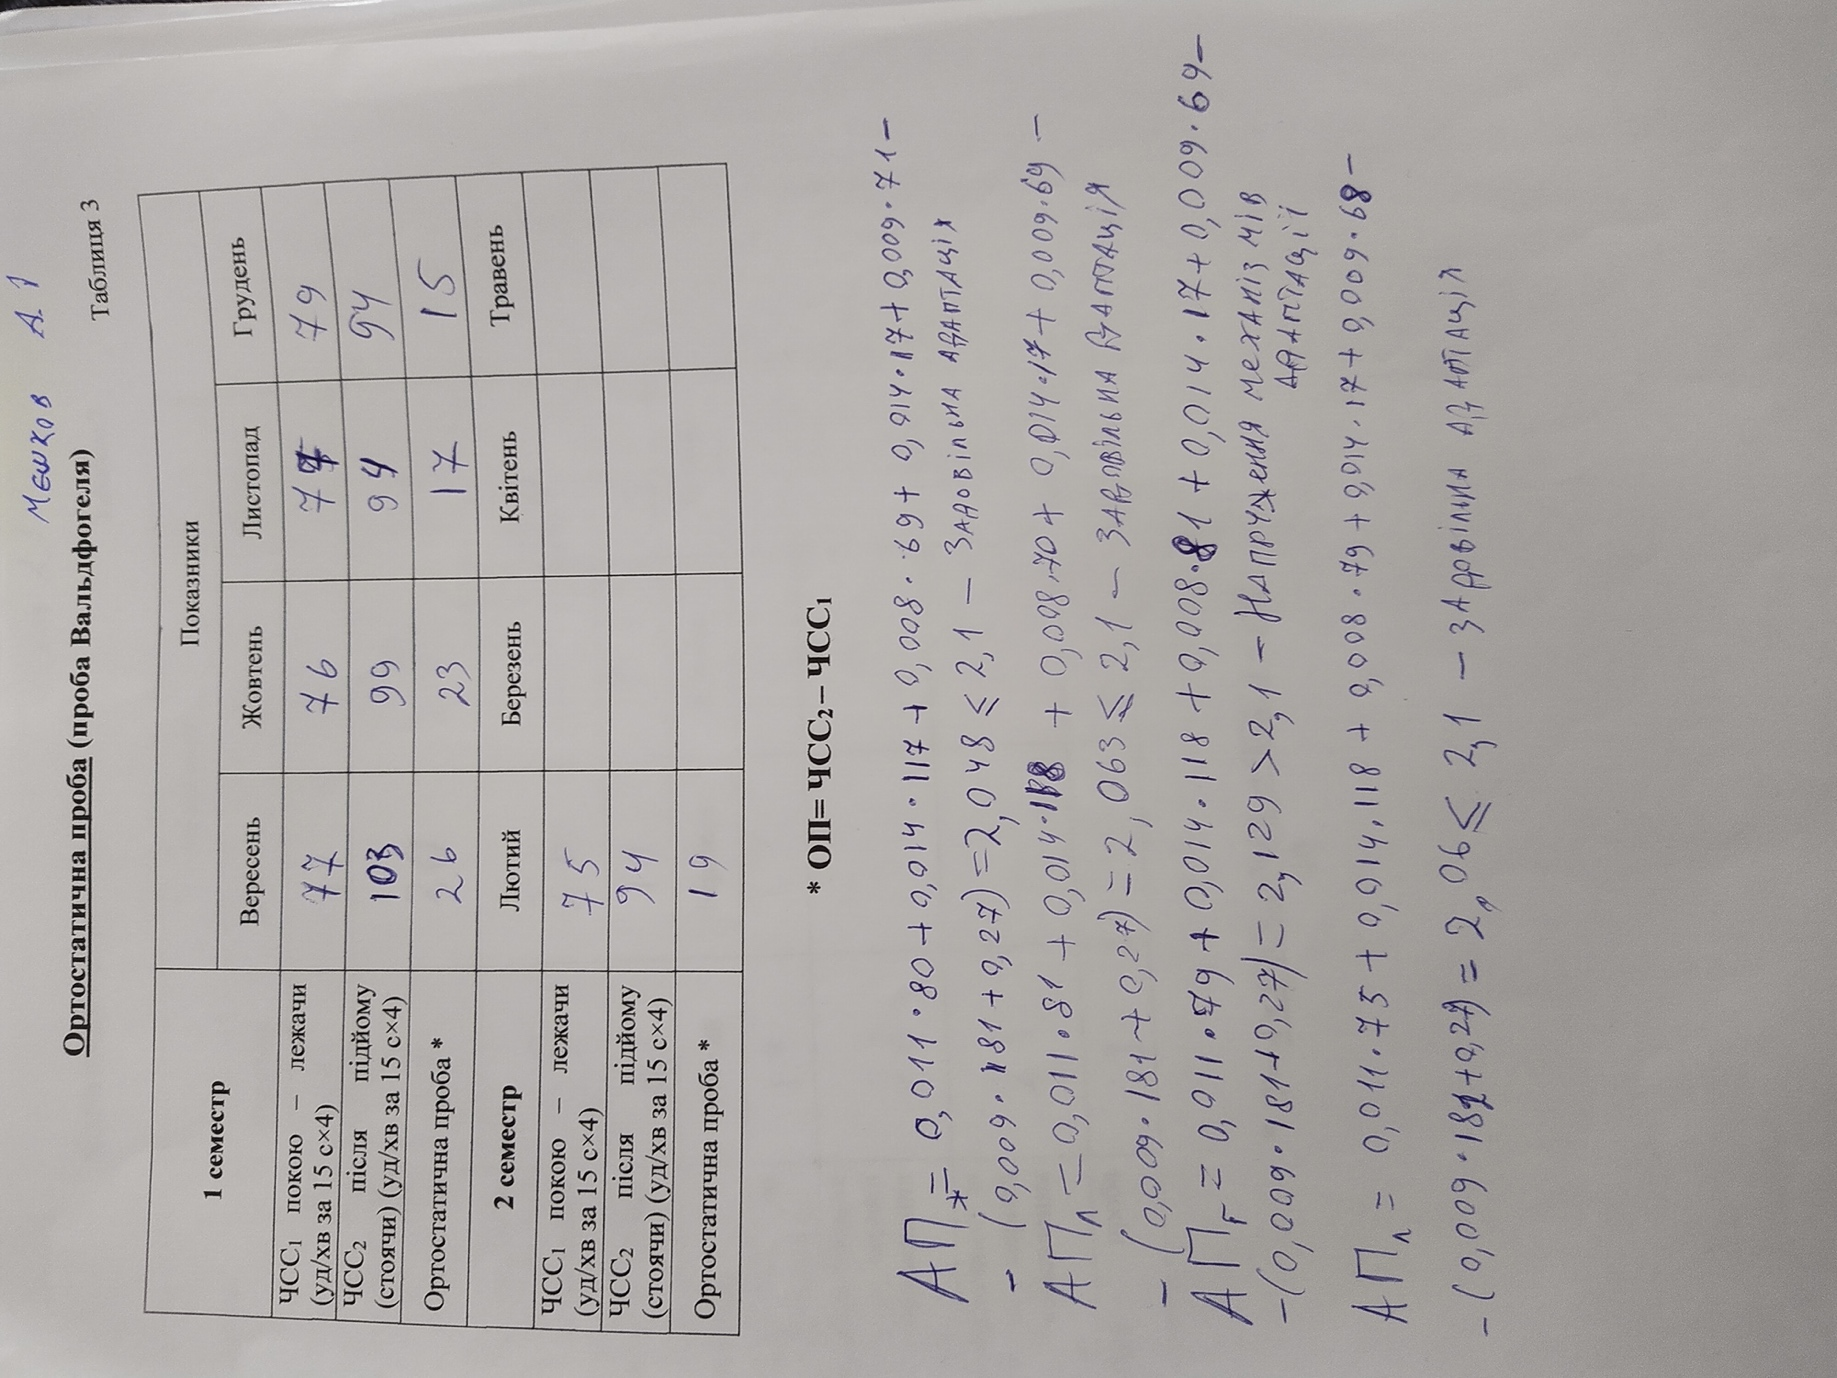 Мешков А.І
Ортостатична проба (проба Вальдфогеля)
Таблиця 3
1 семестр
Показники
Вересень Жовтень Листопад Грудень
ЧСС₁ покою – лежачи (уд/хв за 15 с×4) 77 76 77 79
ЧСС₂ після підйому (стоячи) (уд/хв за 15 с×4) 103 99 94 94
Ортостатична проба * 26 23 17 15
2 семестр Лютий Березень Квітень Травень
ЧСС₁ покою – лежачи (уд/хв за 15 с×4) 75
ЧСС₂ після підйому (стоячи) (уд/хв за 15 с×4) 94
Ортостатична проба * 19
* ОП= ЧСС₂ – ЧСС₁
АПж = 0,011·80+0,014·117+0,008·69+0,014·17+0,009·71–
– (0,009·181+0,27)=2,048 ≤ 2,1 – Задовільна адаптація
АПл = 0,011·81+0,014·118+0,008·70+0,014·17+0,009·69–
– (0,009·181+0,27)=2,063≤ 2,1 – Задовільна адаптація
АПг = 0,011·79+0,014·118+0,008·81+0,014·17+0,009·69–
–(0,009·181+0,27)=2,129>2,1 – Напруження механізмів
адаптації
АПл = 0,011·75+0,014·118+0,008·79+0,014·17+0,009·68–
–(0,009·182+0,27)=2,06≤ 2,1 – Задовілна адаптація